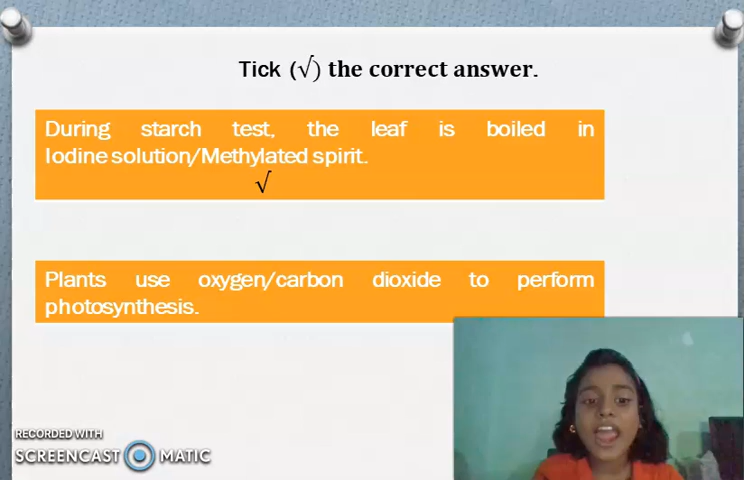 Tick (√) the correct answer.
During starch test, the leaf is boiled in
Iodine solution/Methylated spirit.
√
Plants use oxygen/carbon dioxide to perform
photosynthesis.
RECORDED WITH
SCREENCAST MATIC